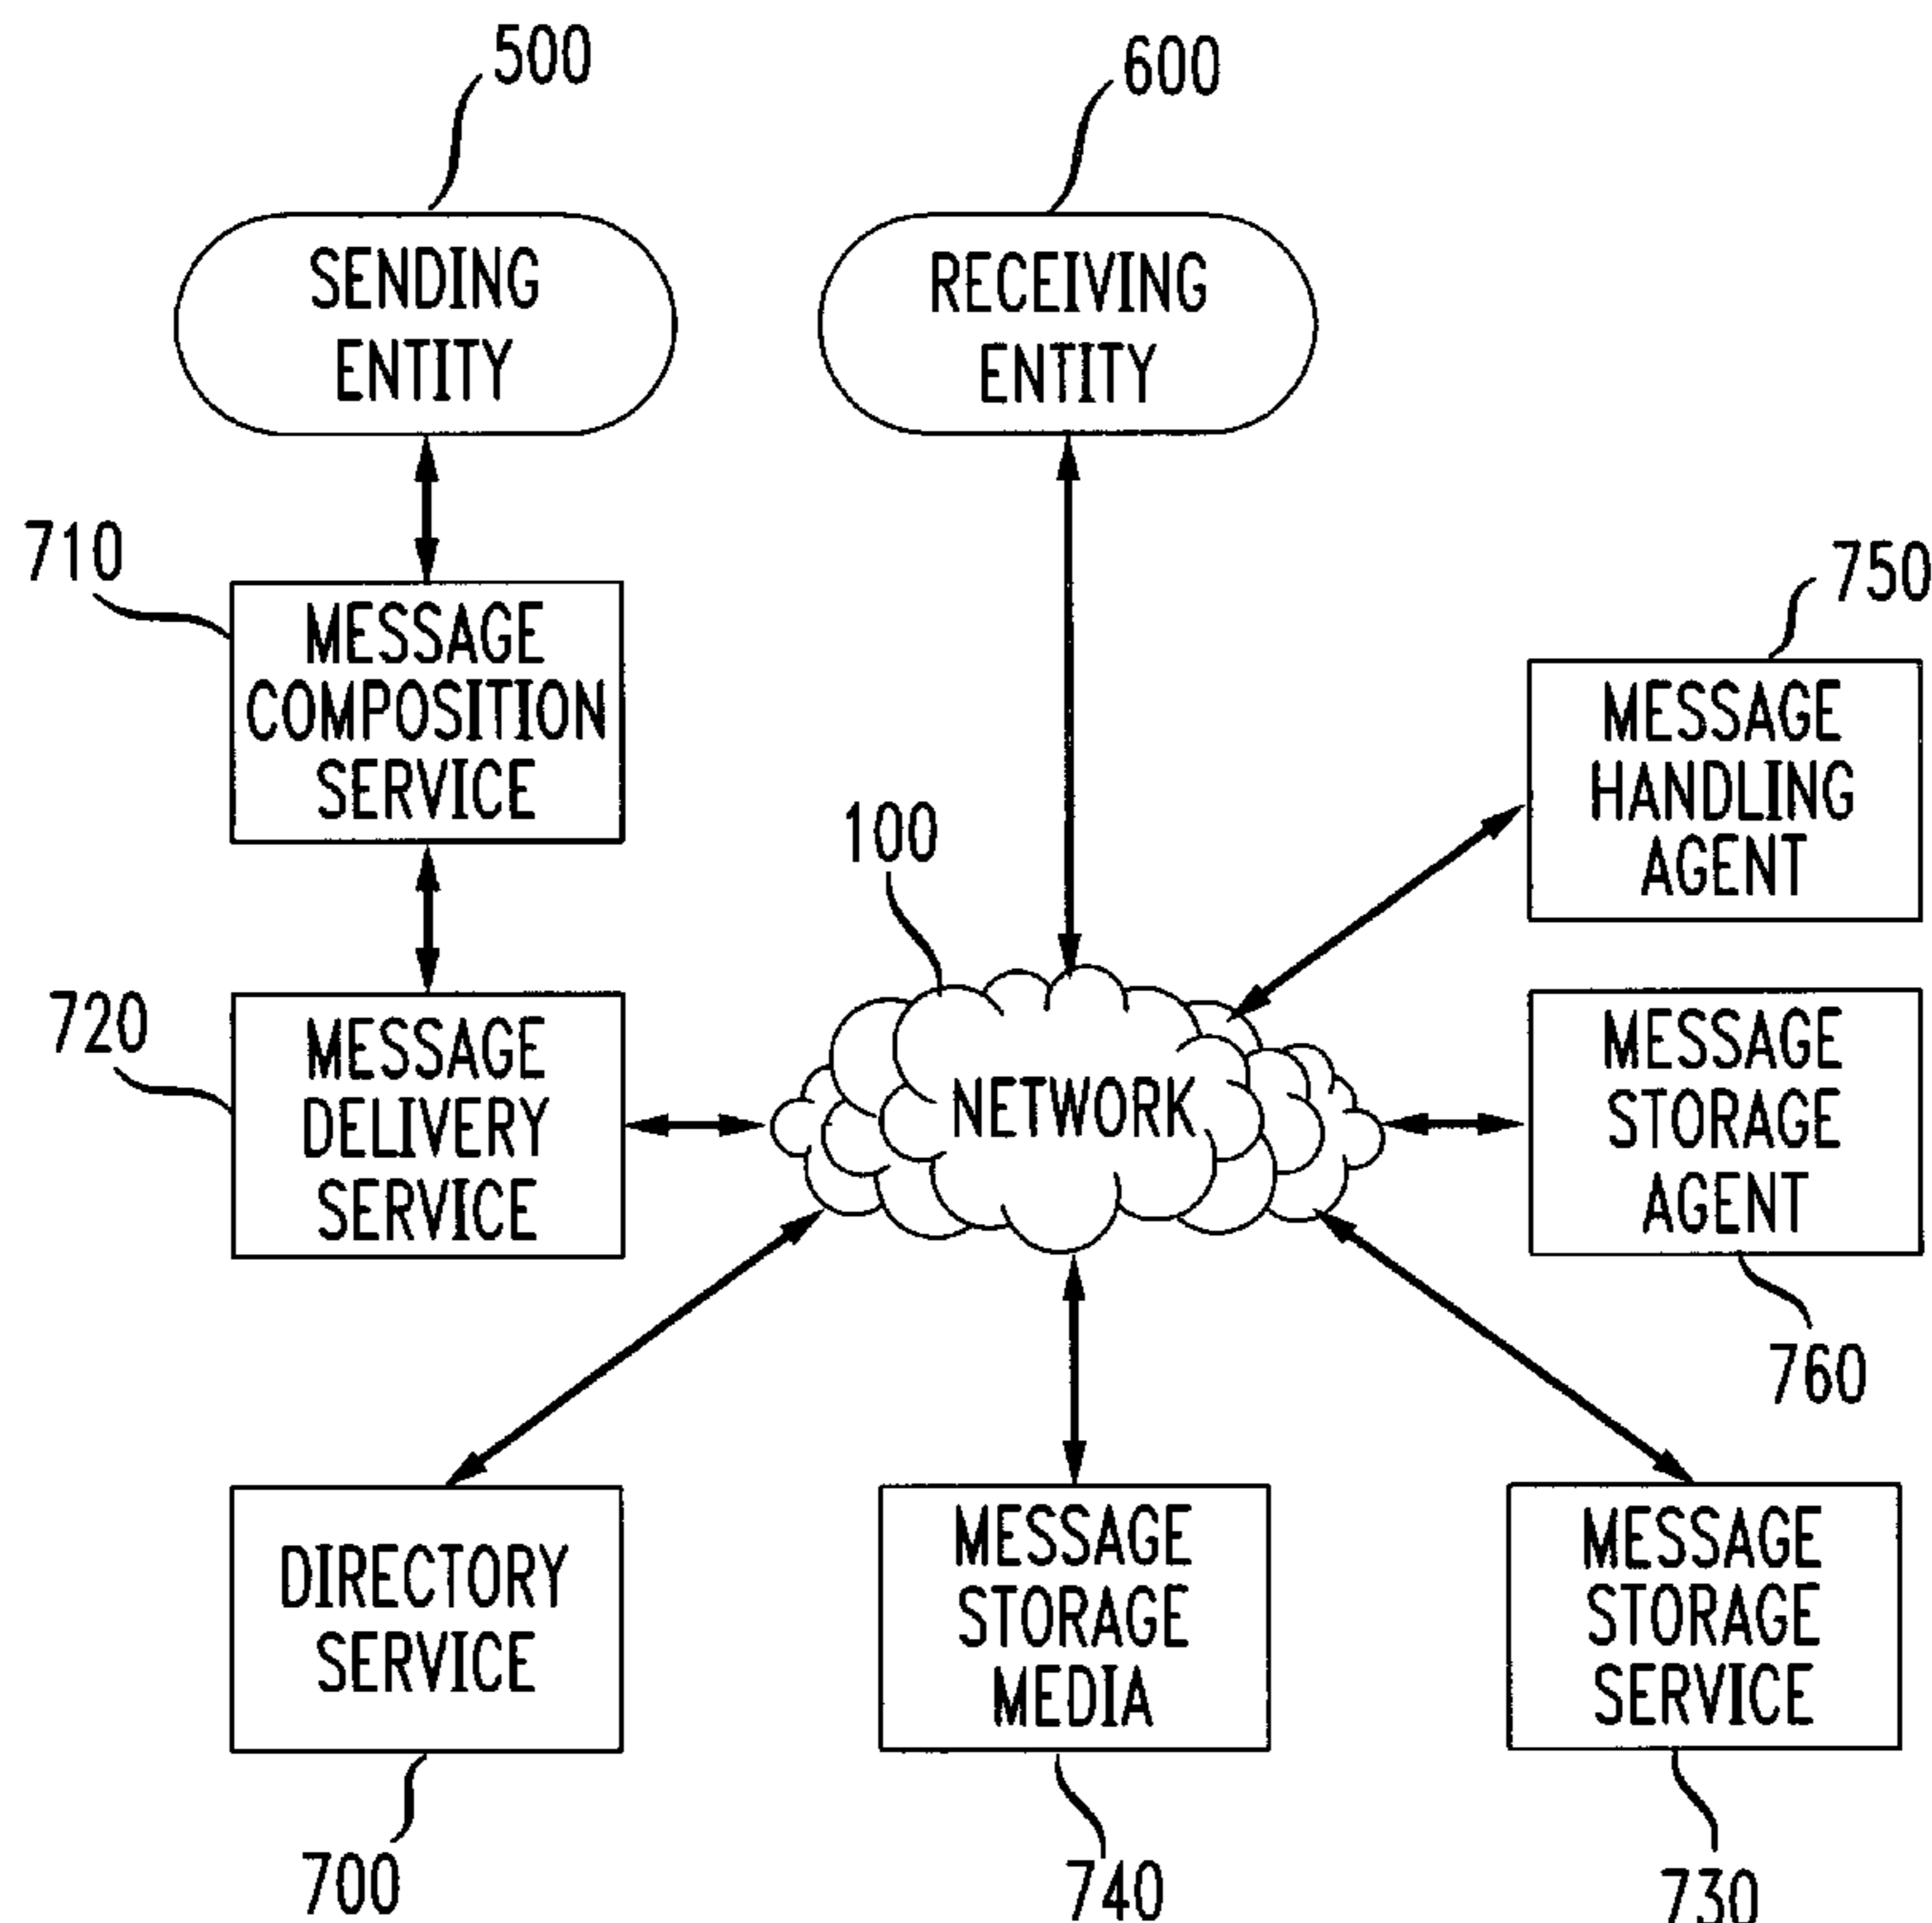 500
600
SENDING
ENTITY
RECEIVING
ENTITY
710
750
MESSAGE
COMPOSITION
SERVICE
MESSAGE
HANDLING
AGENT
100
720
MESSAGE
DELIVERY
SERVICE
NETWORK
MESSAGE
STORAGE
AGENT
760
DIRECTORY
SERVICE
MESSAGE
STORAGE
MEDIA
MESSAGE
STORAGE
SERVICE
700
740
730